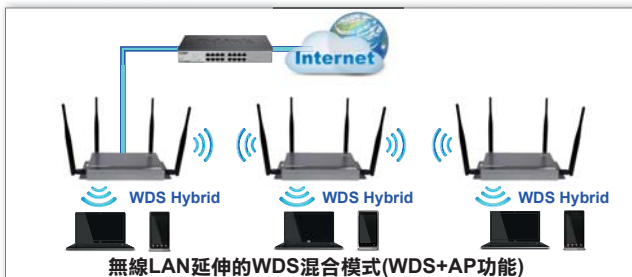 Internet
WDS Hybrid
WDS Hybrid
WDS Hybrid
無線LAN延伸的WDS混合模式(WDS+AP功能)